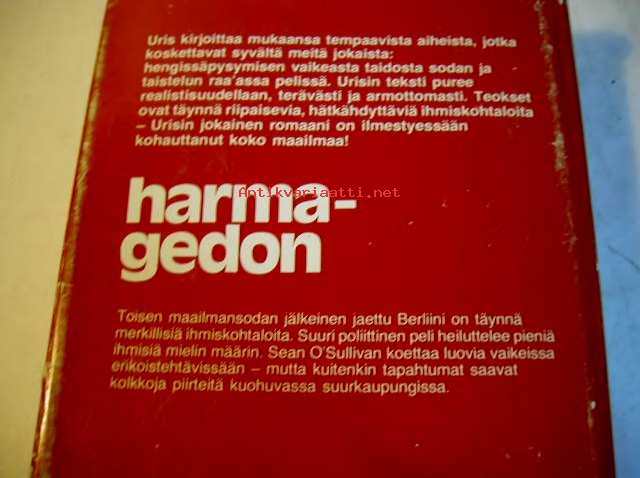 Uris kirjoittaa mukaansa tempaavista aiheista, jotka
koskettavat syvältä meitä jokaista:
hengissäpysymisen vaikeasta taidosta sodan ja
taistelun raa'assa pelissä. Urisin teksti puree
realistisuudellaan, terävästi ja armottomasti. Teokset
ovat täynnä riipaisevia, hätkähdyttäviä ihmiskohtaloita
– Urisin jokainen romaani on ilmestyessään
kohauttanut koko maailmaa!
Antikvariaatti.net
harma-
gedon
Toisen maailmansodan jälkeinen jaettu Berliini on täynnä
merkillisiä ihmiskohtaloita. Suuri poliittinen peli heiluttelee pieniä
ihmisiä mielin määrin. Sean O'Sullivan koettaa luovia vaikeissa
erikoistehtävissään – mutta kuitenkin tapahtumat saavat
kolkkoja piirteitä kuohuvassa suurkaupungissa.